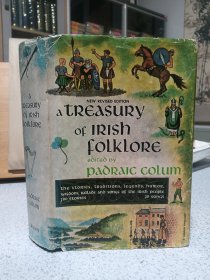 NEW REVISED EDITION
A TREASURY
OF IRISH
FOLKLORE
EDITED BY
PADRAIC COLUM
the stories, traditions, legends, humor,
wisdom, ballads and songs of the irish people
A
TREASURY
OF IRISH
FOLKLORE
PADRAIC
COLUM